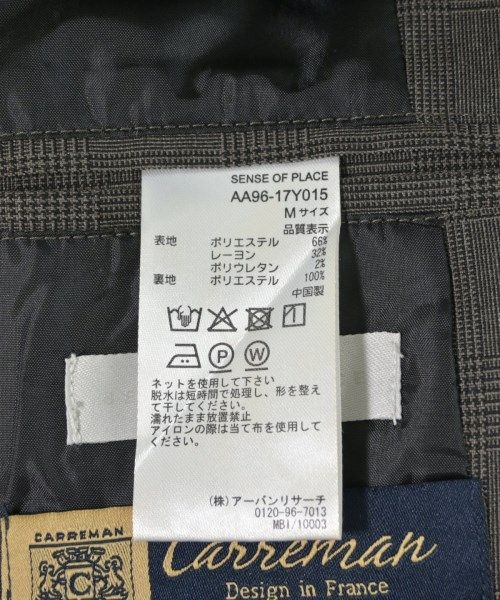 SENSE OF PLACE
AA96-17Y015
Mサイズ
品質表示
表地 ポリエステル 66%
レーヨン 32%
ポリウレタン 2%
裏地 ポリエステル 100%
中国製
P W
ネットを使用して下さい
脱水は短時間で処理し、形を整え
て干してください。
濡れたまま放置禁止
アイロンの際は当て布を使用して
(株)アーバンリサーチ
0120-96-7013
MBI/10003
CARREMAN
C
Carreman
Design in France